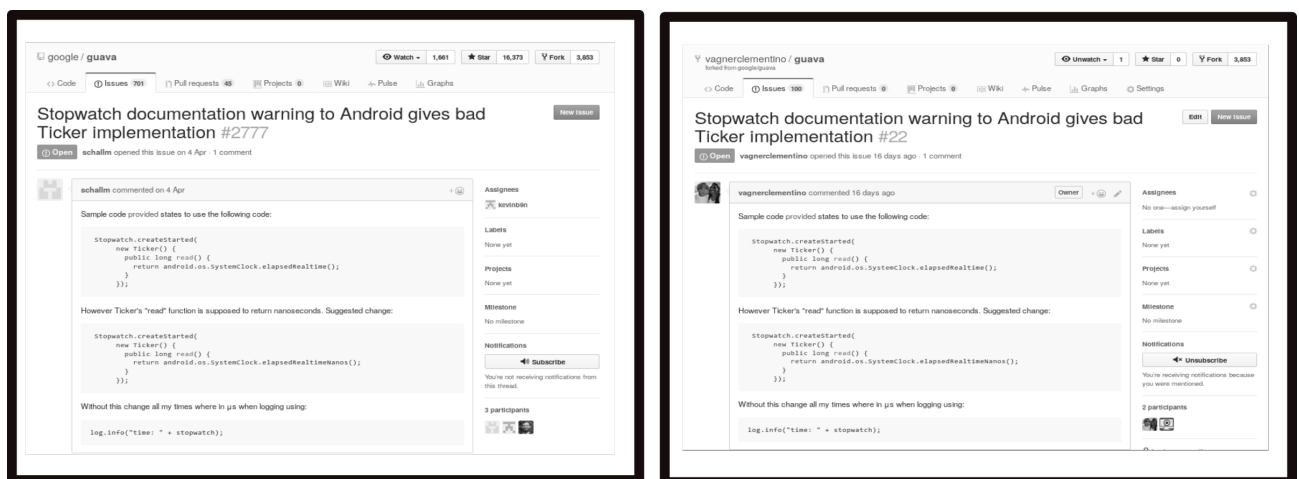 google / guava
Watch 1,661 Star 16,373 Fork 3,853
Code Issues 701 Pull requests 45 Projects 0 Wiki Pulse Graphs
Stopwatch documentation warning to Android gives bad
Ticker implementation #2777
New issue
Open schallm opened this issue on 4 Apr · 1 comment
schallm commented on 4 Apr
Sample code provided states to use the following code:
Stopwatch.createStarted(
new Ticker() {
public long read() {
return android.os.SystemClock.elapsedRealtime();
}
});
However Ticker's "read" function is supposed to return nanoseconds. Suggested change:
Stopwatch.createStarted(
new Ticker() {
public long read() {
return android.os.SystemClock.elapsedRealtimeNanos();
}
});
Without this change all my times where in µs when logging using:
log.info("time: " + stopwatch);
Assignees
kevinb9n
Labels
None yet
Projects
None yet
Milestone
No milestone
Notifications
Subscribe
You're not receiving notifications from
this thread.
3 participants
vagnerclementino / guava
forked from google/guava
Unwatch 1 Star 0 Fork 3,853
Code Issues 100 Pull requests 0 Projects 0 Wiki Pulse Graphs Settings
Stopwatch documentation warning to Android gives bad
Ticker implementation #22
Edit New issue
Open vagnerclementino opened this issue 16 days ago · 1 comment
vagnerclementino commented 16 days ago Owner
Sample code provided states to use the following code:
Stopwatch.createStarted(
new Ticker() {
public long read() {
return android.os.SystemClock.elapsedRealtime();
}
});
However Ticker's "read" function is supposed to return nanoseconds. Suggested change:
Stopwatch.createStarted(
new Ticker() {
public long read() {
return android.os.SystemClock.elapsedRealtimeNanos();
}
});
Without this change all my times where in µs when logging using:
log.info("time: " + stopwatch);
Assignees
No one—assign yourself
Labels
None yet
Projects
None yet
Milestone
No milestone
Notifications
Unsubscribe
You're receiving notifications because
you were mentioned.
2 participants